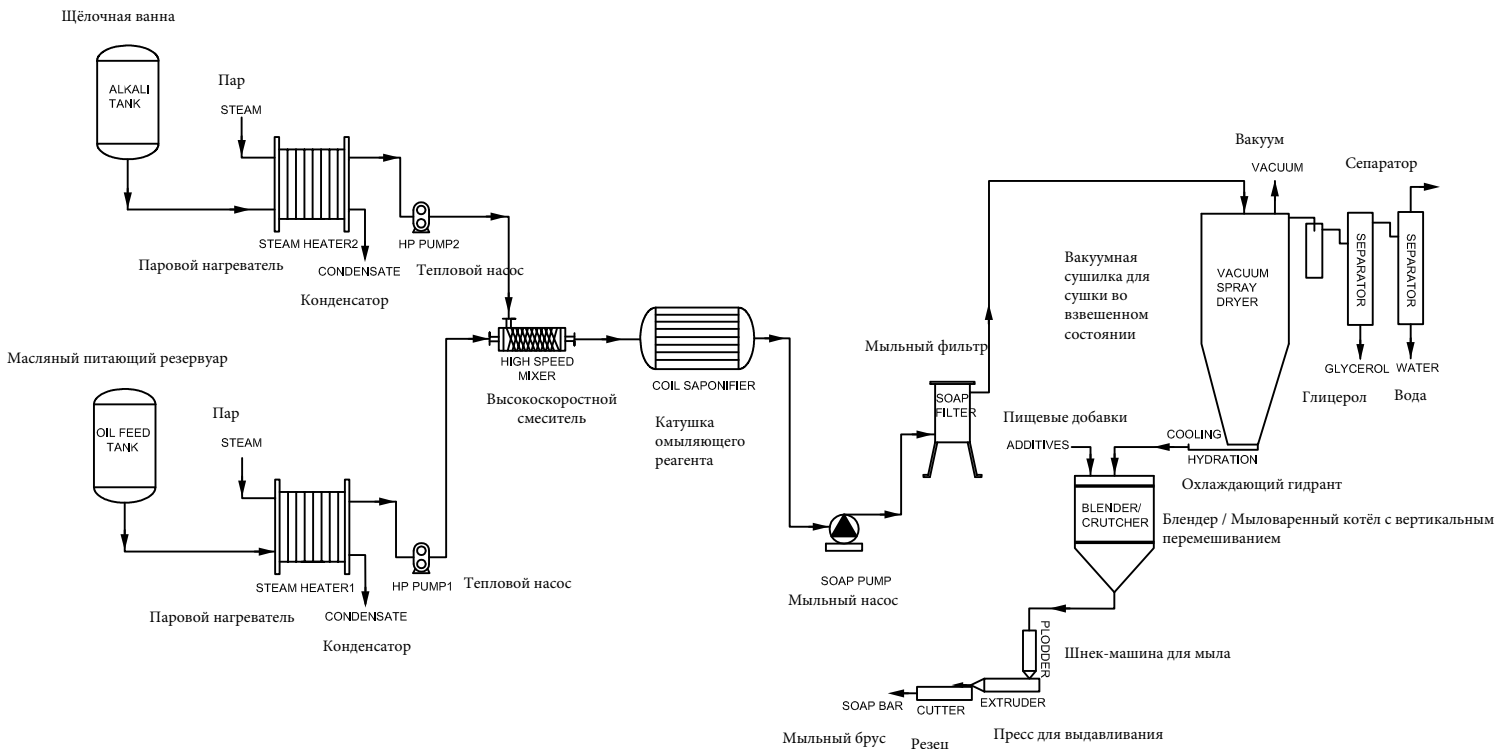 Щёлочная ванна
ALKALI
TANK
Пар
STEAM
STEAM HEATER2
Паровой нагреватель
CONDENSATE
Конденсатор
HP PUMP2
Тепловой насос
Масляный питающий резервуар
OIL FEED
TANK
Пар
STEAM
STEAM HEATER1
Паровой нагреватель
CONDENSATE
Конденсатор
HP PUMP1
Тепловой насос
HIGH SPEED
MIXER
Высокоскоростной
смеситель
COIL SAPONIFIER
Катушка
омыляющего
реагента
SOAP PUMP
Мыльный насос
Мыльный фильтр
SOAP
FILTER
Вакуум
VACUUM
Вакуумная
сушилка для
сушки во
взвешенном
состоянии
VACUUM
SPRAY
DRYER
Сепаратор
SEPARATOR
SEPARATOR
GLYCEROL
WATER
Глицерол
Вода
Пищевые добавки
ADDITIVES
COOLING
HYDRATION
Охлаждающий гидрант
BLENDER/
CRUTCHER
Блендер / Мыловаренный котёл с вертикальным
перемешиванием
PLODDER
Шнек-машина для мыла
EXTRUDER
Пресс для выдавливания
CUTTER
Резец
SOAP BAR
Мыльный брус